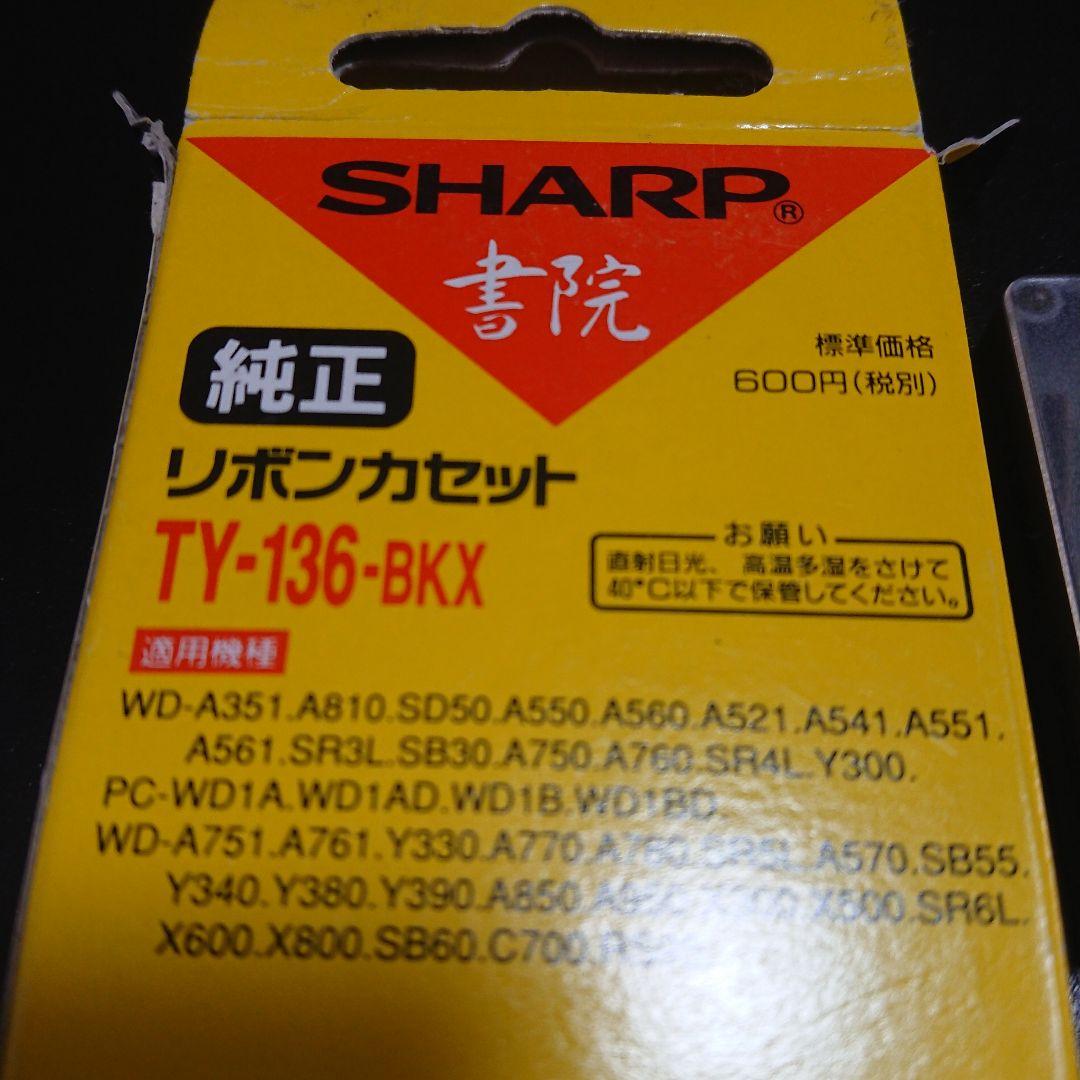 SHARP®
書院
純正
標準価格
600円(税別)
リボンカセット
TY-136-BKX
お願い
直射日光、高温多湿をさけて
40℃以下で保管してください。
適用機種
WD-A351.A810.SD50.A550.A560.A521.A541.A551.
A561.SR3L.SB30.A750.A760.SR4L.Y300.
PC-WD1A.WD1AD.WD1B.WD1BD.
WD-A751.A761.Y330.A770.A570.SB55.
Y340.Y380.Y390.A850.X500.SR6L.
X600.X800.SB60.C700.